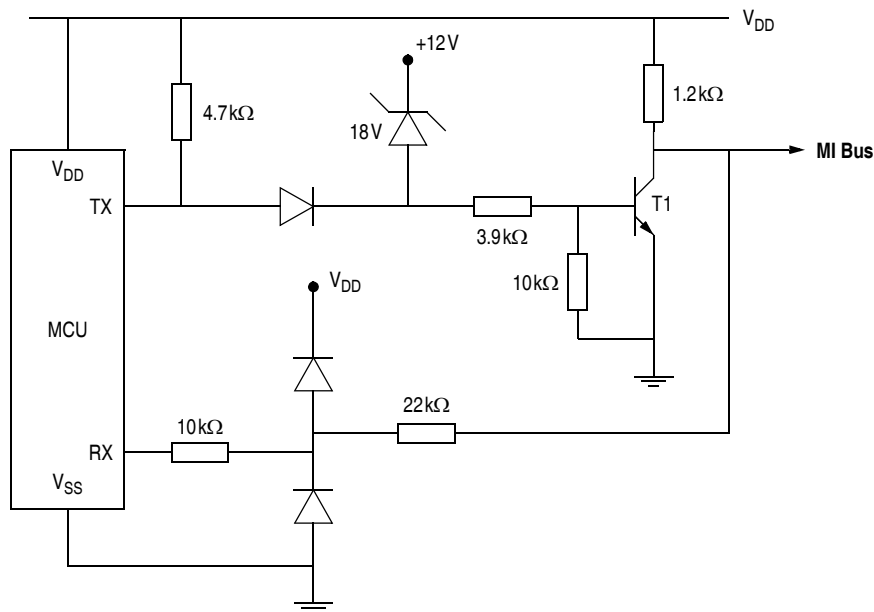 V_DD
+12V
4.7kΩ
18V
1.2kΩ
MI Bus
V_DD
TX
T1
3.9kΩ
10kΩ
V_DD
MCU
22kΩ
10kΩ
RX
V_SS